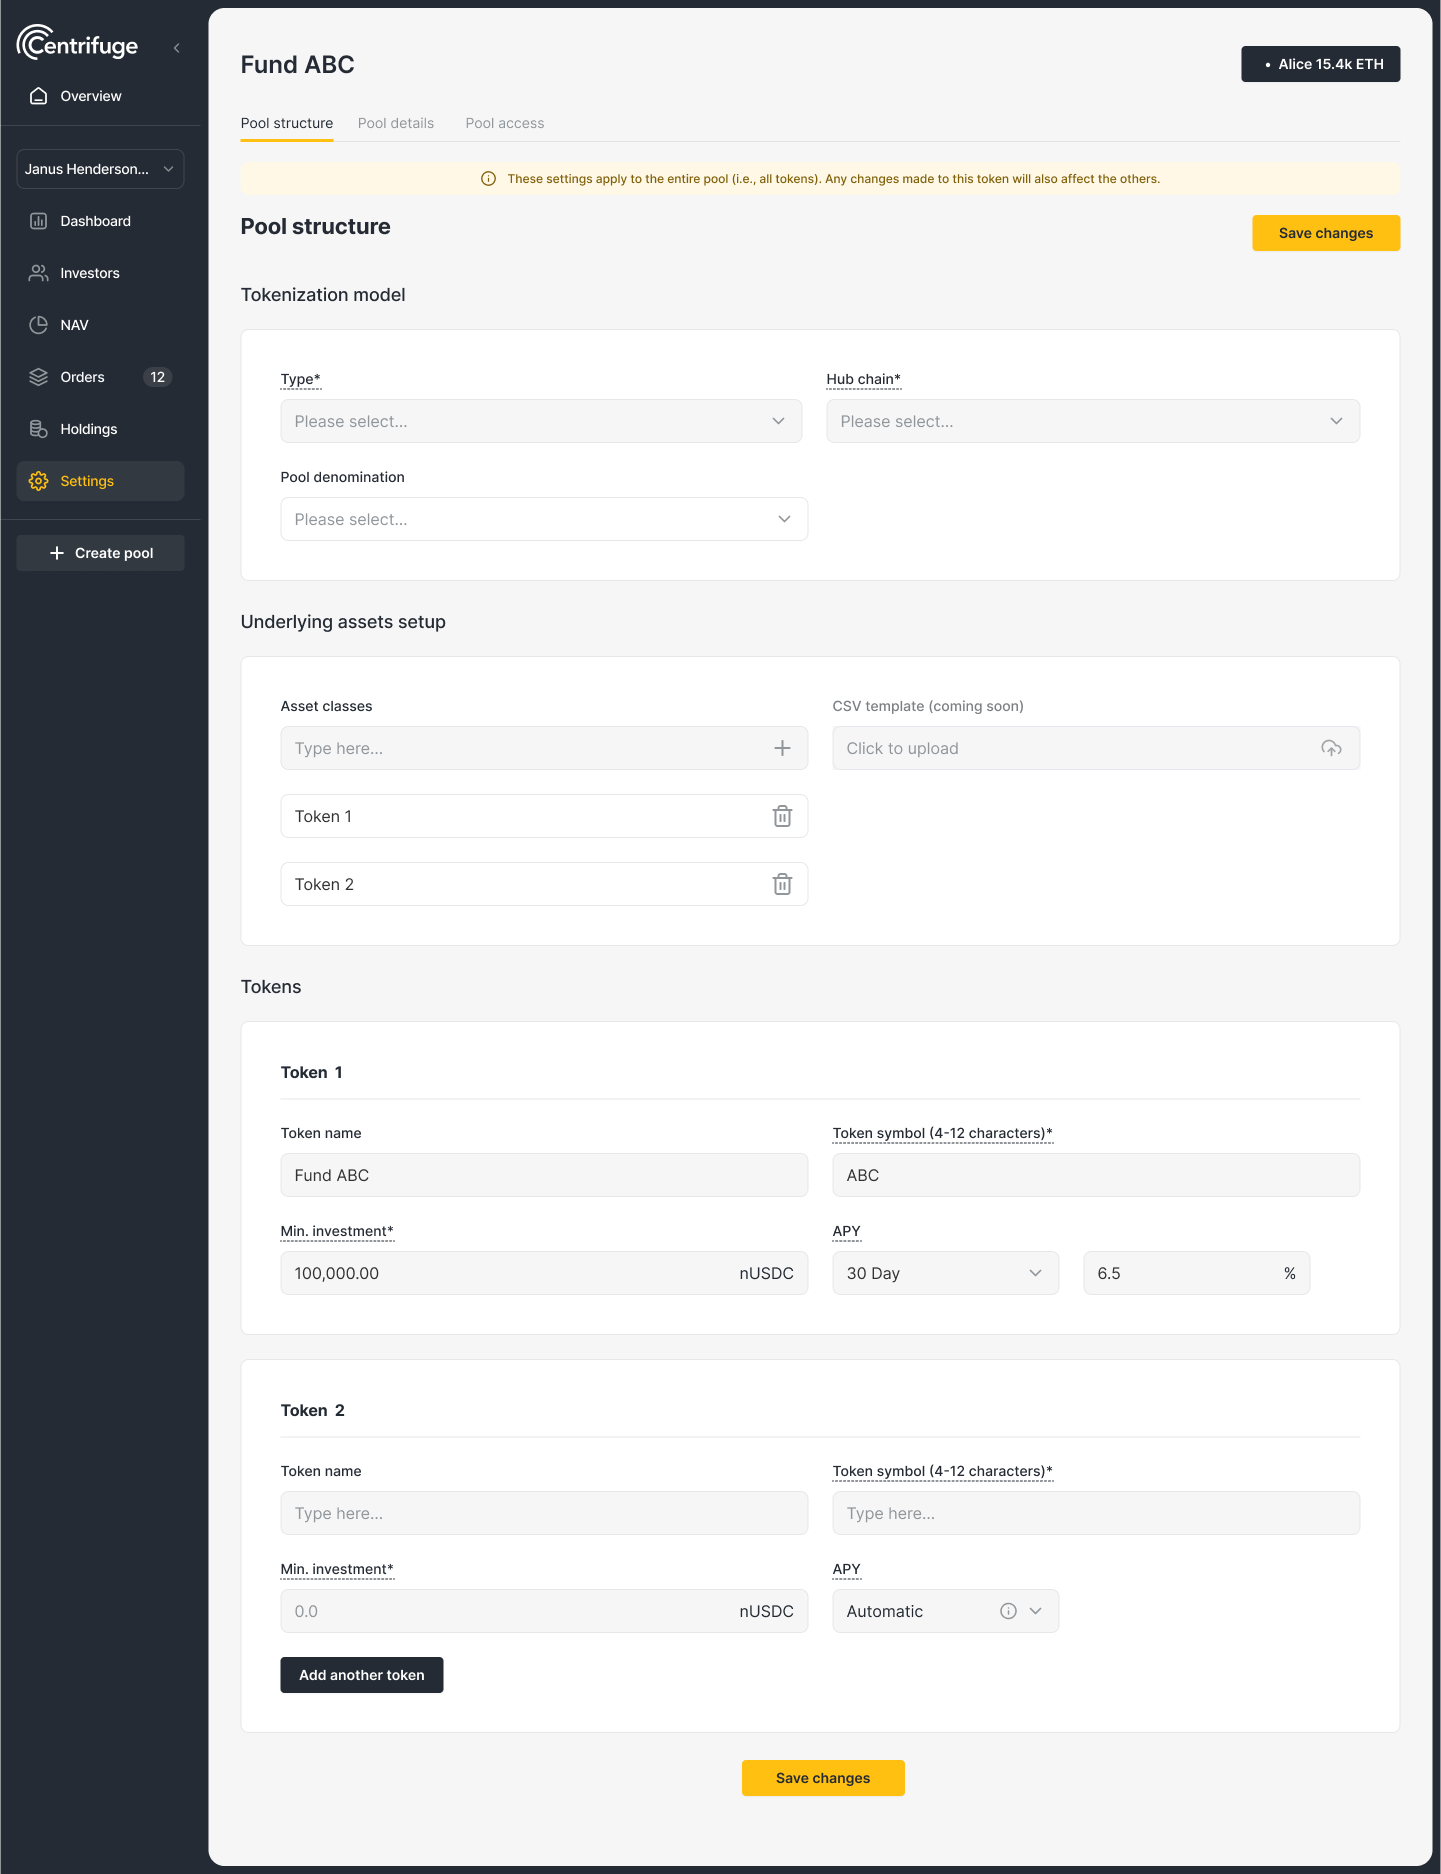 Centrifuge
Overview
Janus Henderson...
Dashboard
Investors
NAV
Orders 12
Holdings
Settings
Create pool
Fund ABC
• Alice 15.4k ETH
Pool structure Pool details Pool access
These settings apply to the entire pool (i.e., all tokens). Any changes made to this token will also affect the others.
Pool structure
Save changes
Tokenization model
Type* Hub chain*
Please select... Please select...
Pool denomination
Please select...
Underlying assets setup
Asset classes CSV template (coming soon)
Type here... Click to upload
Token 1
Token 2
Tokens
Token 1
Token name Token symbol (4-12 characters)*
Fund ABC ABC
Min. investment* APY
100,000.00 nUSDC 30 Day 6.5 %
Token 2
Token name Token symbol (4-12 characters)*
Type here... Type here...
Min. investment* APY
0.0 nUSDC Automatic
Add another token
Save changes